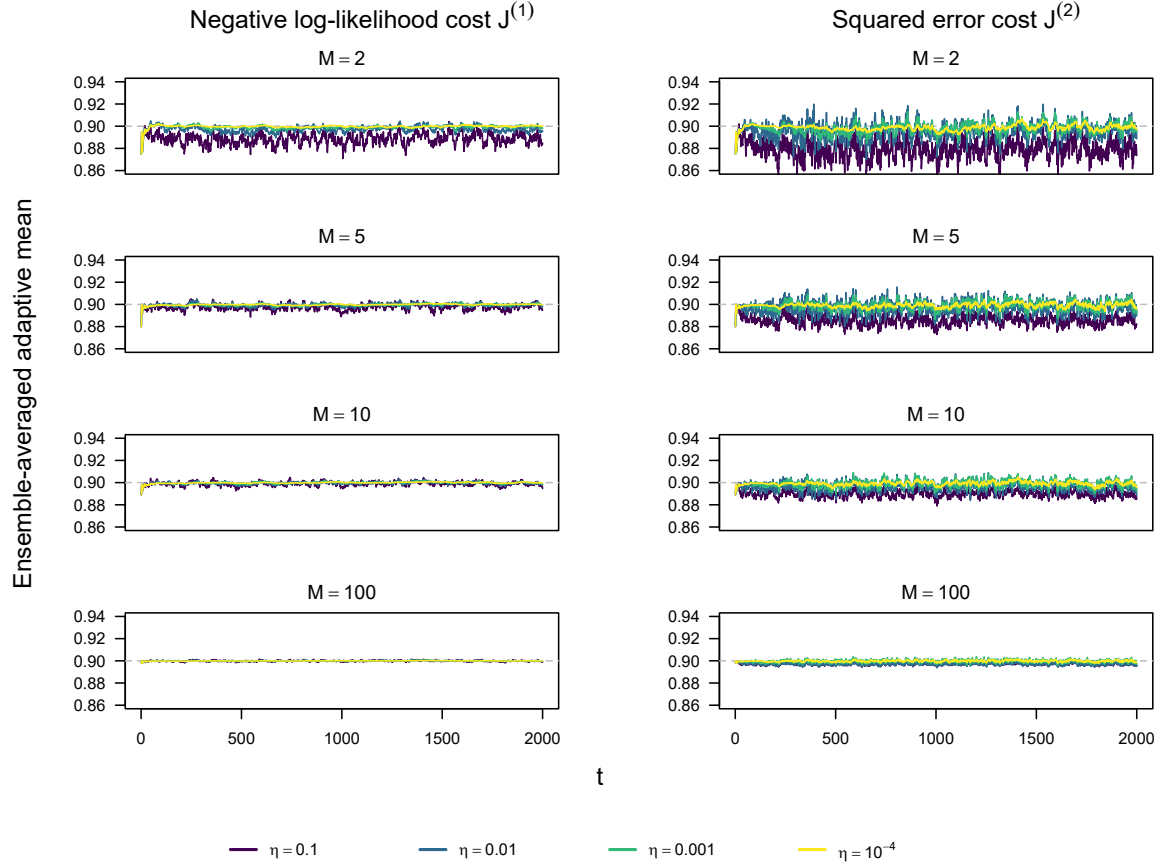 Negative log-likelihood cost J(1)
Squared error cost J(2)
M = 2
0.94
0.92
0.90
0.88
0.86
M = 2
0.94
0.92
0.90
0.88
0.86
M = 5
0.94
0.92
0.90
0.88
0.86
M = 5
0.94
0.92
0.90
0.88
0.86
M = 10
0.94
0.92
0.90
0.88
0.86
M = 10
0.94
0.92
0.90
0.88
0.86
M = 100
0.94
0.92
0.90
0.88
0.86
0 500 1000 1500 2000
M = 100
0.94
0.92
0.90
0.88
0.86
0 500 1000 1500 2000
Ensemble-averaged adaptive mean
t
η = 0.1 η = 0.01 η = 0.001 η = 10⁻⁴